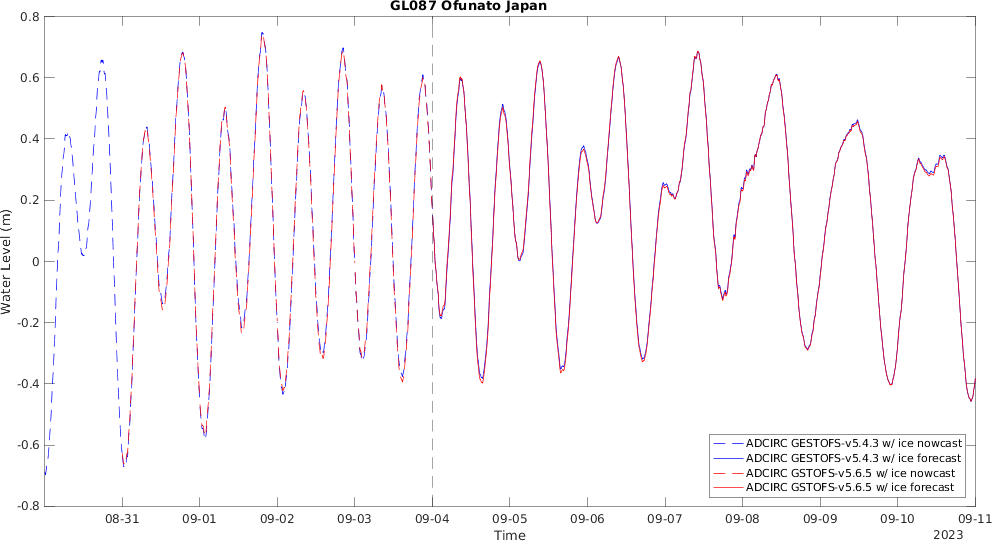 GL087 Ofunato Japan
0.8
0.6
0.4
0.2
0
-0.2
-0.4
-0.6
-0.8
Water Level (m)
08-31 09-01 09-02 09-03 09-04 09-05 09-06 09-07 09-08 09-09 09-10 09-11
Time
2023
ADCIRC GESTOFS-v5.4.3 w/ ice nowcast
ADCIRC GESTOFS-v5.4.3 w/ ice forecast
ADCIRC GSTOFS-v5.6.5 w/ ice nowcast
ADCIRC GSTOFS-v5.6.5 w/ ice forecast